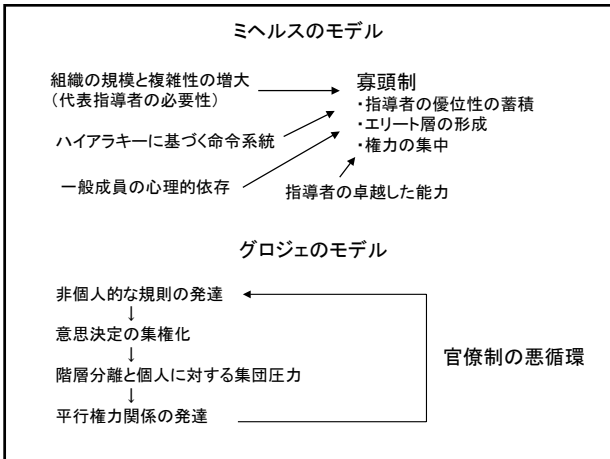 ミヘルスのモデル
組織の規模と複雑性の増大
(代表指導者の必要性)
ハイアラキーに基づく命令系統
一般成員の心理的依存
寡頭制
・指導者の優位性の蓄積
・エリート層の形成
・権力の集中
指導者の卓越した能力
グロジェのモデル
非個人的な規則の発達
↓
意思決定の集権化
↓
階層分離と個人に対する集団圧力
↓
平行権力関係の発達
官僚制の悪循環